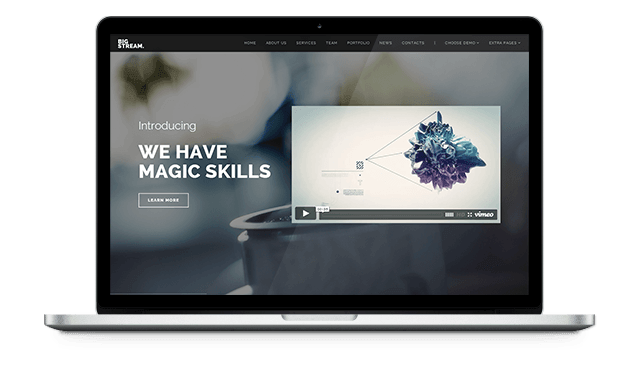 BIG
STREAM.
HOME ABOUT US SERVICES TEAM PORTFOLIO NEWS CONTACTS | CHOOSE DEMO EXTRA PAGES
Introducing
WE HAVE
MAGIC SKILLS
LEARN MORE
vimeo